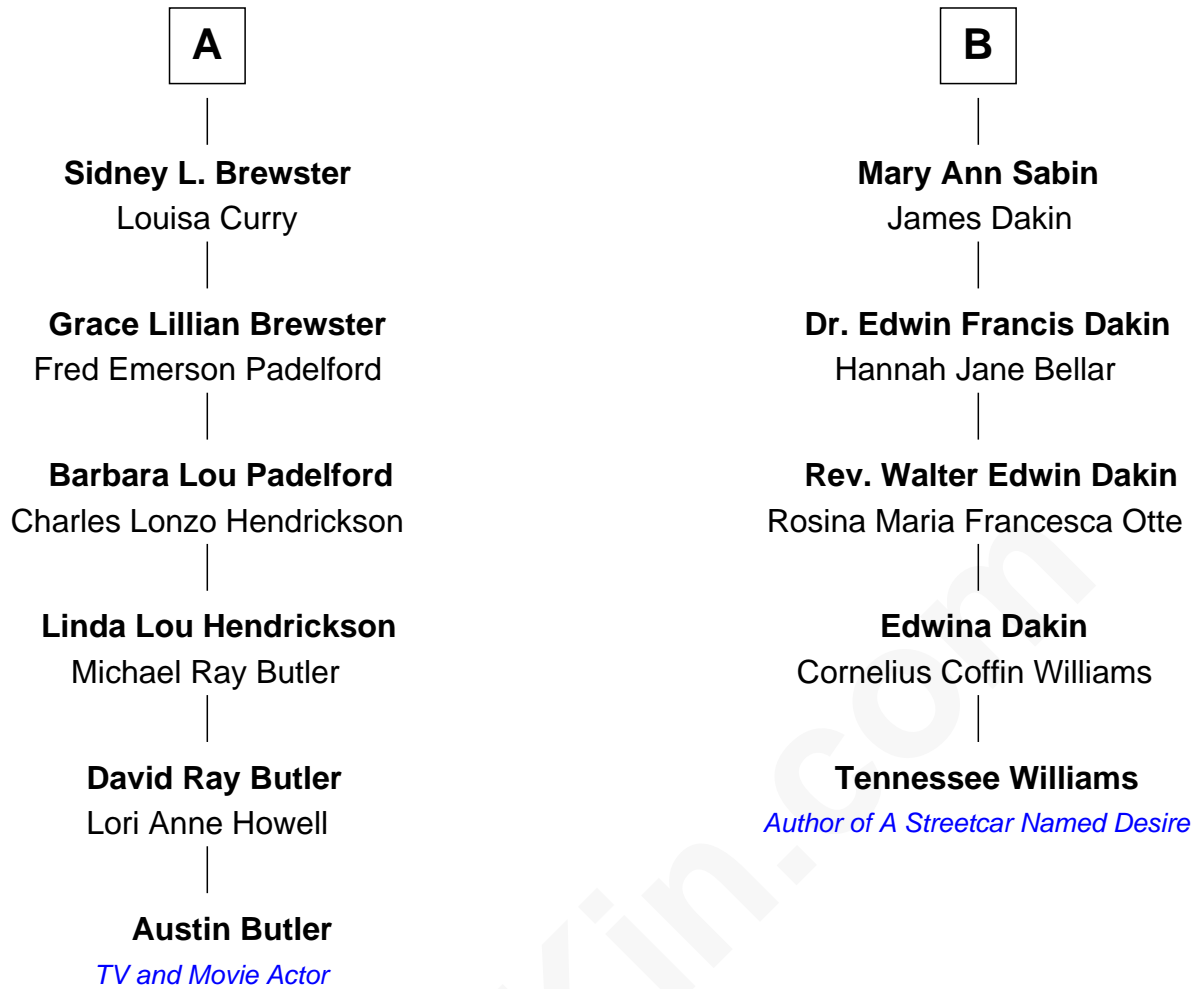 A
Sidney L. Brewster
Louisa Curry
Grace Lillian Brewster
Fred Emerson Padelford
Barbara Lou Padelford
Charles Lonzo Hendrickson
Linda Lou Hendrickson
Michael Ray Butler
David Ray Butler
Lori Anne Howell
Austin Butler
TV and Movie Actor
B
Mary Ann Sabin
James Dakin
Dr. Edwin Francis Dakin
Hannah Jane Bellar
Rev. Walter Edwin Dakin
Rosina Maria Francesca Otte
Edwina Dakin
Cornelius Coffin Williams
Tennessee Williams
Author of A Streetcar Named Desire
Kin.com